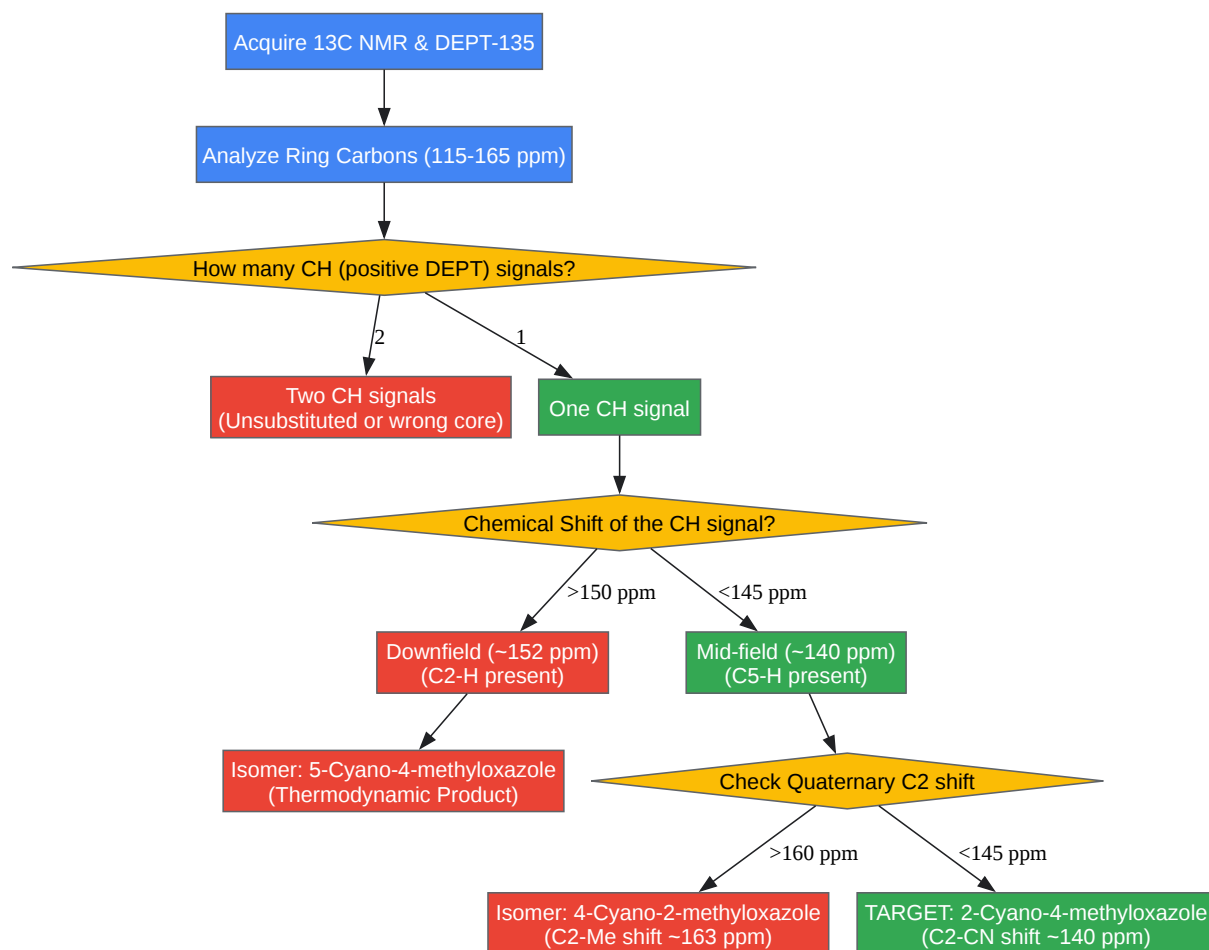 Acquire 13C NMR & DEPT-135
Analyze Ring Carbons (115-165 ppm)
How many CH (positive DEPT) signals?
2
1
Two CH signals
(Unsubstituted or wrong core)
One CH signal
Chemical Shift of the CH signal?
>150 ppm
<145 ppm
Downfield (~152 ppm)
(C2-H present)
Mid-field (~140 ppm)
(C5-H present)
Isomer: 5-Cyano-4-methyloxazole
(Thermodynamic Product)
Check Quaternary C2 shift
>160 ppm
<145 ppm
Isomer: 4-Cyano-2-methyloxazole
(C2-Me shift ~163 ppm)
TARGET: 2-Cyano-4-methyloxazole
(C2-CN shift ~140 ppm)